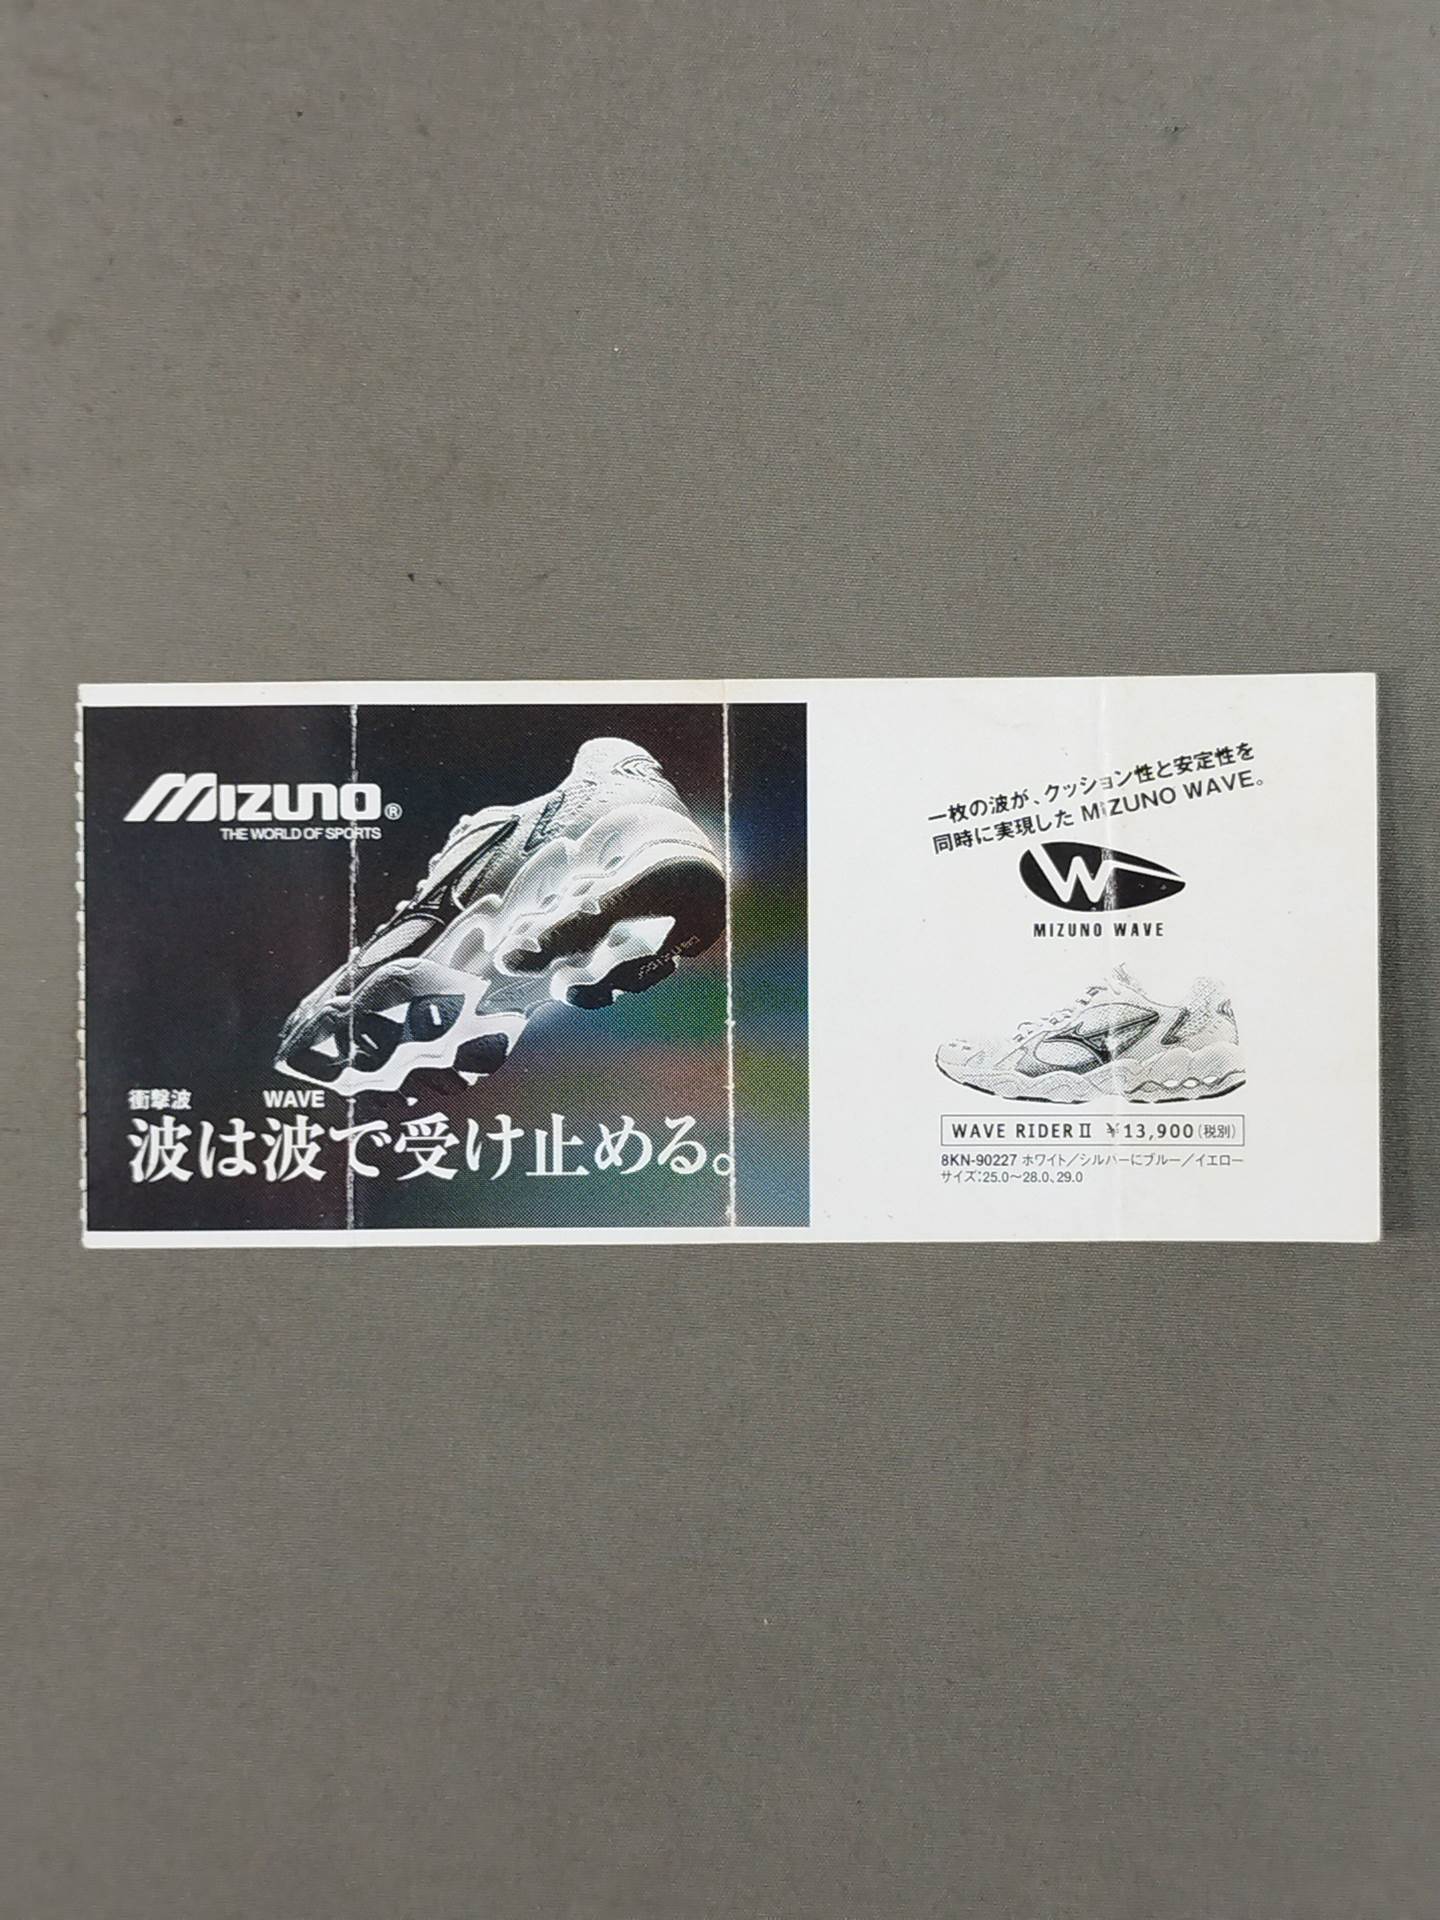 MIZUNO®
THE WORLD OF SPORTS
衝撃波 WAVE
波は波で受け止める。
一枚の波が、クッション性と安定性を
同時に実現した MIZUNO WAVE。
W
MIZUNO WAVE
WAVE RIDER Ⅱ ¥13,900(税別)
8KN-90227 ホワイト/シルバーにブルー/イエロー
サイズ:25.0〜28.0、29.0